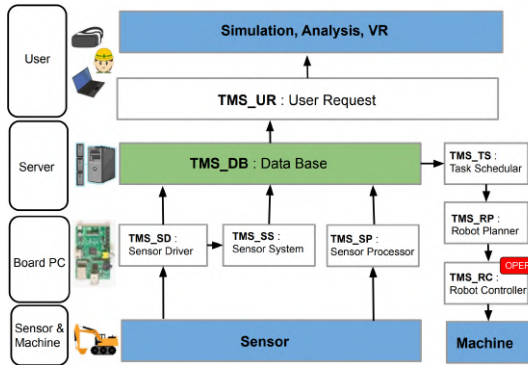 User
Simulation, Analysis, VR
TMS_UR : User Request
Server
TMS_DB : Data Base
TMS_TS :
Task Schedular
TMS_RP :
Robot Planner
Board PC
TMS_SD :
Sensor Driver
TMS_SS :
Sensor System
TMS_SP :
Sensor Processor
OPER
TMS_RC :
Robot Controller
Sensor &
Machine
Sensor
Machine